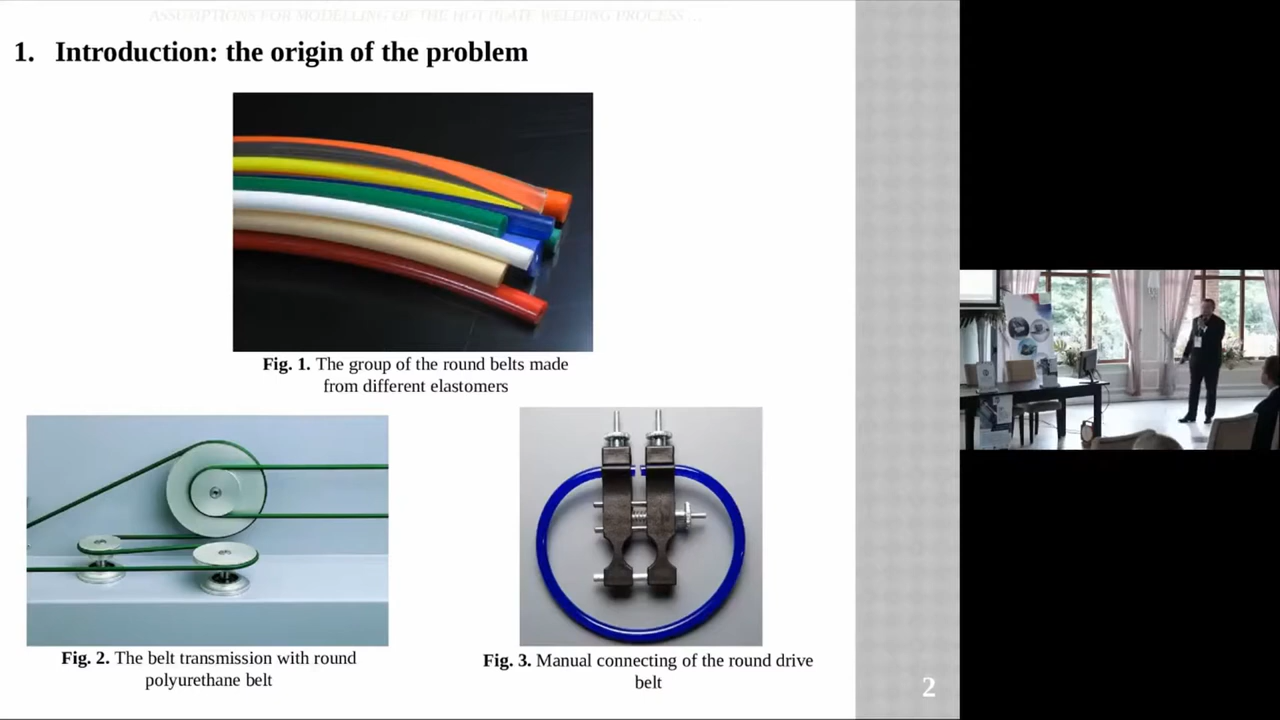 ASSUMPTIONS FOR MODELLING OF THE HOT PLATE WELDING PROCESS ...
1. Introduction: the origin of the problem
Fig. 1. The group of the round belts made
from different elastomers
Fig. 2. The belt transmission with round
polyurethane belt
Fig. 3. Manual connecting of the round drive
belt
2